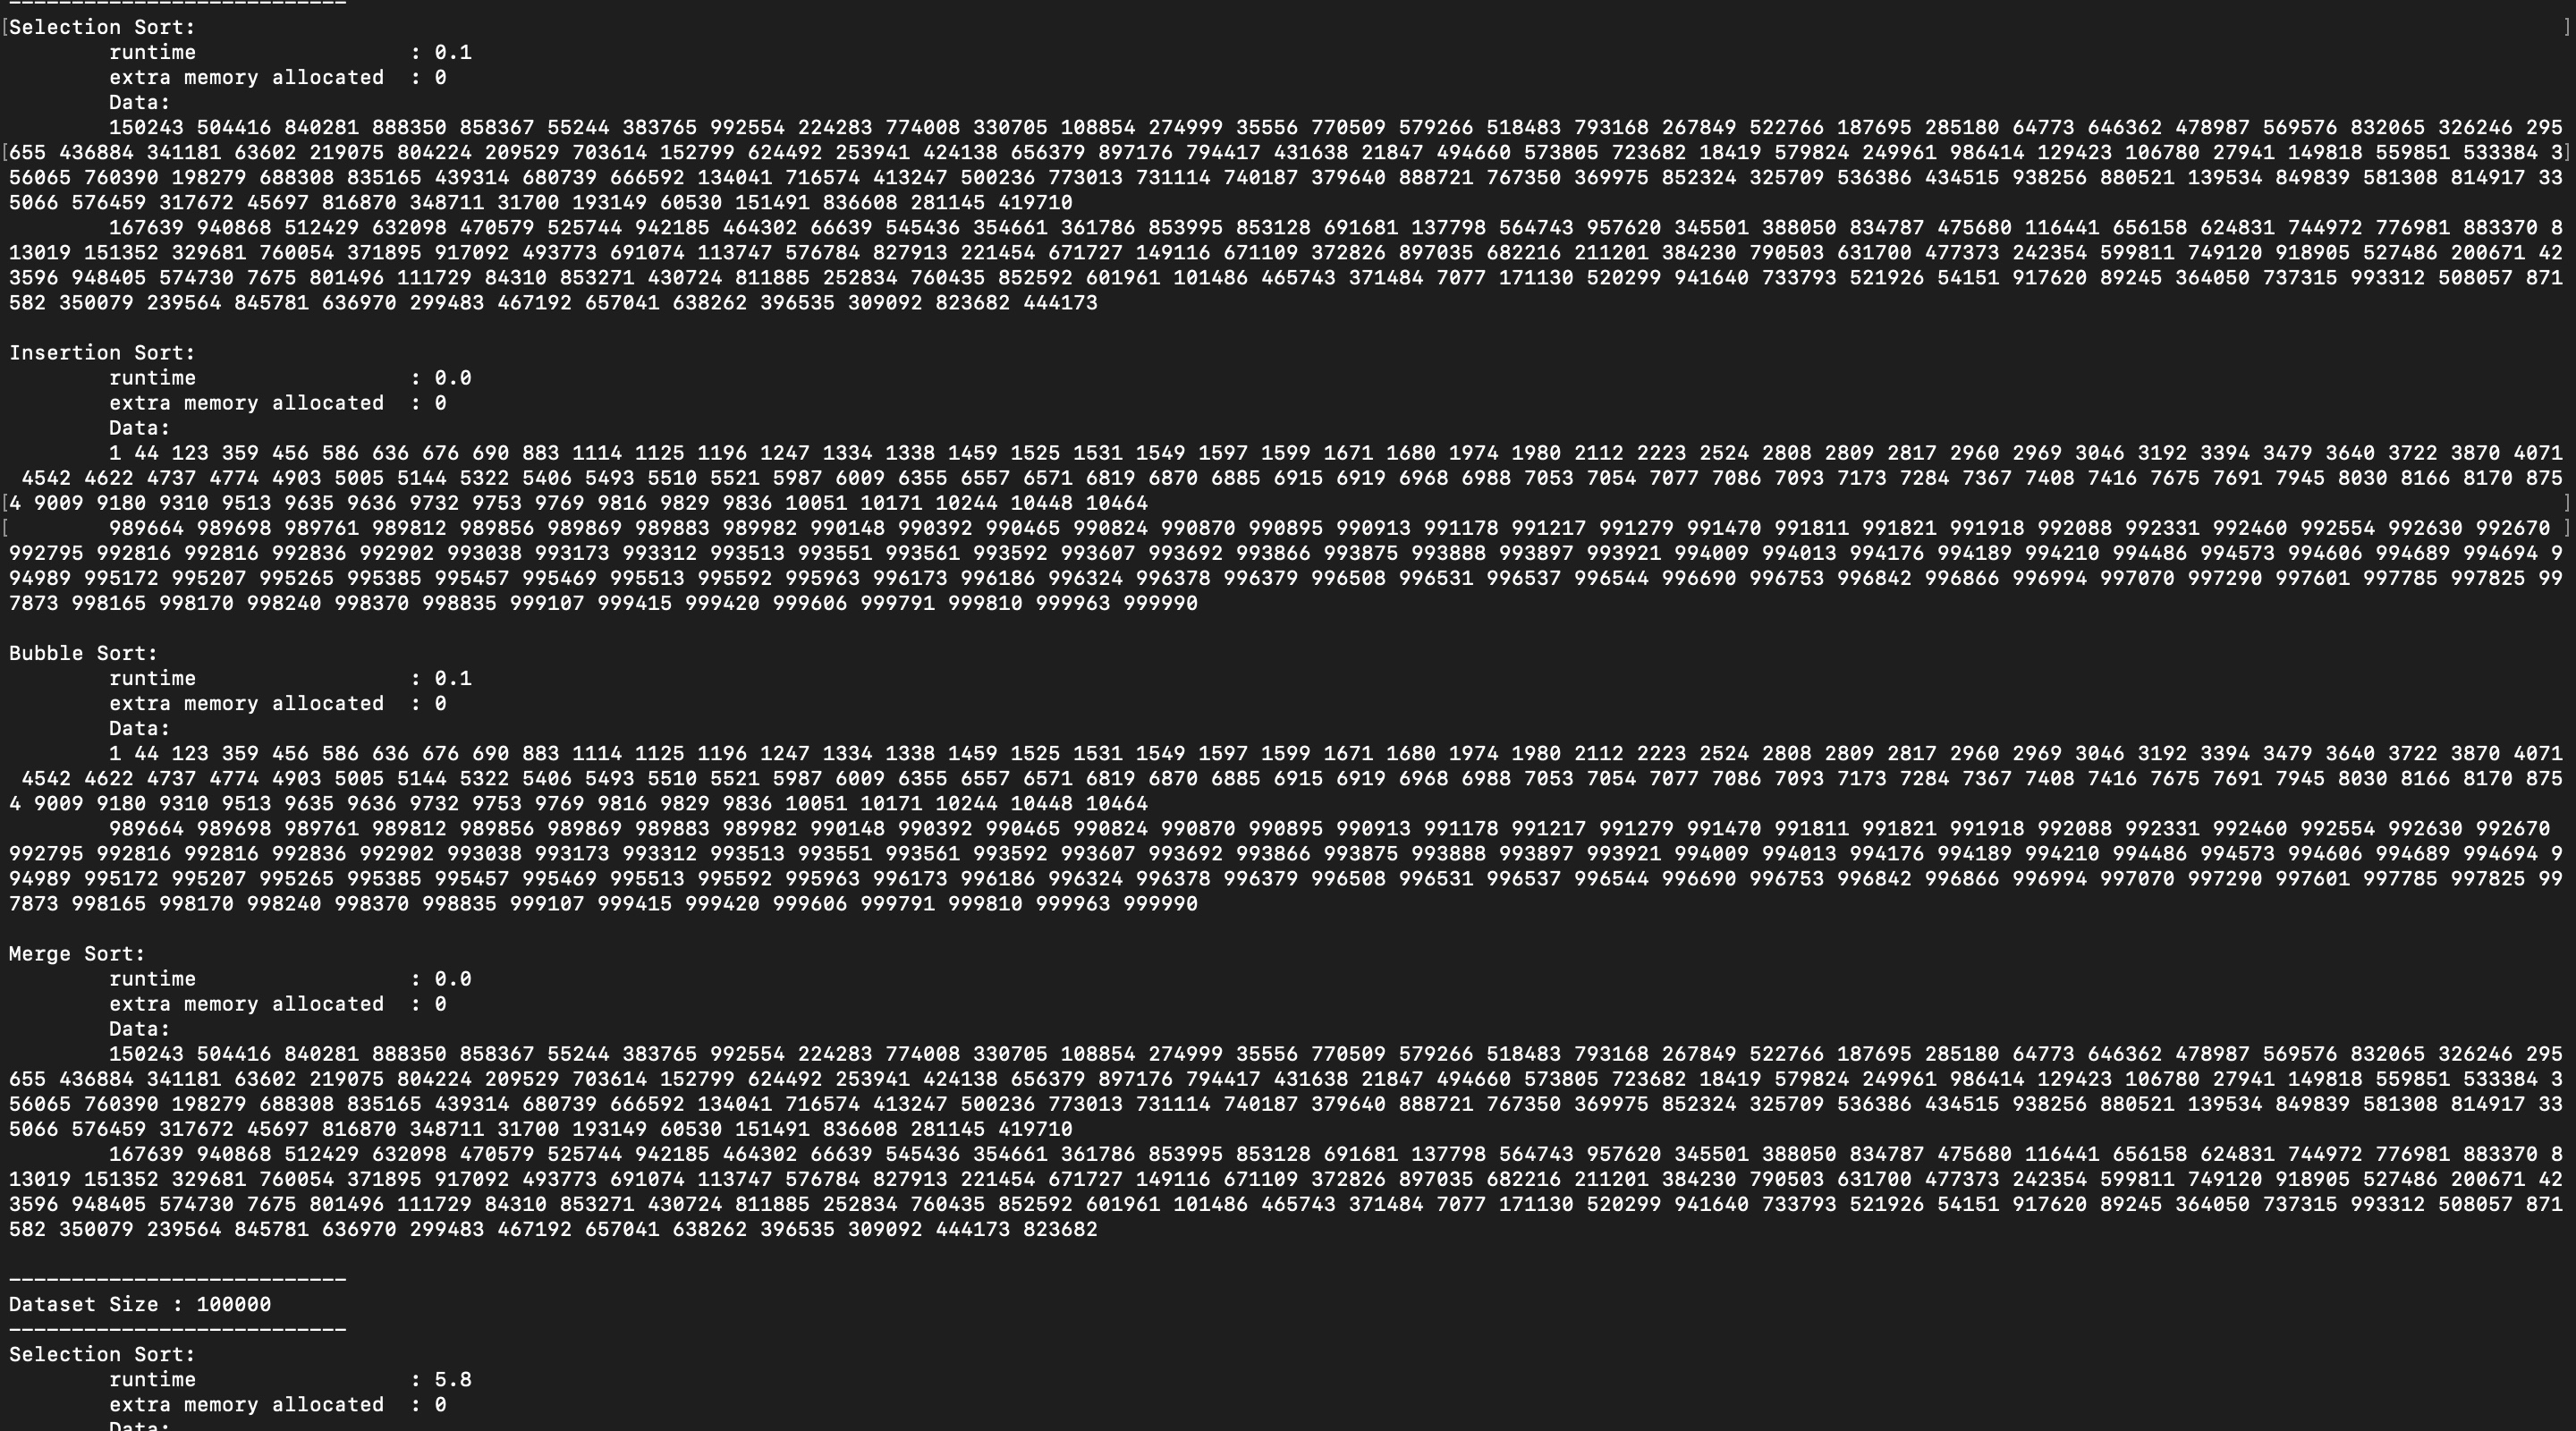 ---------------------------
[Selection Sort: ]
runtime : 0.1
extra memory allocated : 0
Data:
150243 504416 840281 888350 858367 55244 383765 992554 224283 774008 330705 108854 274999 35556 770509 579266 518483 793168 267849 522766 187695 285180 64773 646362 478987 569576 832065 326246 295
[655 436884 341181 63602 219075 804224 209529 703614 152799 624492 253941 424138 656379 897176 794417 431638 21847 494660 573805 723682 18419 579824 249961 986414 129423 106780 27941 149818 559851 533384 3]
56065 760390 198279 688308 835165 439314 680739 666592 134041 716574 413247 500236 773013 731114 740187 379640 888721 767350 369975 852324 325709 536386 434515 938256 880521 139534 849839 581308 814917 33
5066 576459 317672 45697 816870 348711 31700 193149 60530 151491 836608 281145 419710
167639 940868 512429 632098 470579 525744 942185 464302 66639 545436 354661 361786 853995 853128 691681 137798 564743 957620 345501 388050 834787 475680 116441 656158 624831 744972 776981 883370 8
13019 151352 329681 760054 371895 917092 493773 691074 113747 576784 827913 221454 671727 149116 671109 372826 897035 682216 211201 384230 790503 631700 477373 242354 599811 749120 918905 527486 200671 42
3596 948405 574730 7675 801496 111729 84310 853271 430724 811885 252834 760435 852592 601961 101486 465743 371484 7077 171130 520299 941640 733793 521926 54151 917620 89245 364050 737315 993312 508057 871
582 350079 239564 845781 636970 299483 467192 657041 638262 396535 309092 823682 444173
Insertion Sort:
runtime : 0.0
extra memory allocated : 0
Data:
1 44 123 359 456 586 636 676 690 883 1114 1125 1196 1247 1334 1338 1459 1525 1531 1549 1597 1599 1671 1680 1974 1980 2112 2223 2524 2808 2809 2817 2960 2969 3046 3192 3394 3479 3640 3722 3870 4071
4542 4622 4737 4774 4903 5005 5144 5322 5406 5493 5510 5521 5987 6009 6355 6557 6571 6819 6870 6885 6915 6919 6968 6988 7053 7054 7077 7086 7093 7173 7284 7367 7408 7416 7675 7691 7945 8030 8166 8170 875
[4 9009 9180 9310 9513 9635 9636 9732 9753 9769 9816 9829 9836 10051 10171 10244 10448 10464 ]
[ 989664 989698 989761 989812 989856 989869 989883 989982 990148 990392 990465 990824 990870 990895 990913 991178 991217 991279 991470 991811 991821 991918 992088 992331 992460 992554 992630 992670 ]
992795 992816 992816 992836 992902 993038 993173 993312 993513 993551 993561 993592 993607 993692 993866 993875 993888 993897 993921 994009 994013 994176 994189 994210 994486 994573 994606 994689 994694 9
94989 995172 995207 995265 995385 995457 995469 995513 995592 995963 996173 996186 996324 996378 996379 996508 996531 996537 996544 996690 996753 996842 996866 996994 997070 997290 997601 997785 997825 99
7873 998165 998170 998240 998370 998835 999107 999415 999420 999606 999791 999810 999963 999990
Bubble Sort:
runtime : 0.1
extra memory allocated : 0
Data:
1 44 123 359 456 586 636 676 690 883 1114 1125 1196 1247 1334 1338 1459 1525 1531 1549 1597 1599 1671 1680 1974 1980 2112 2223 2524 2808 2809 2817 2960 2969 3046 3192 3394 3479 3640 3722 3870 4071
4542 4622 4737 4774 4903 5005 5144 5322 5406 5493 5510 5521 5987 6009 6355 6557 6571 6819 6870 6885 6915 6919 6968 6988 7053 7054 7077 7086 7093 7173 7284 7367 7408 7416 7675 7691 7945 8030 8166 8170 875
4 9009 9180 9310 9513 9635 9636 9732 9753 9769 9816 9829 9836 10051 10171 10244 10448 10464
989664 989698 989761 989812 989856 989869 989883 989982 990148 990392 990465 990824 990870 990895 990913 991178 991217 991279 991470 991811 991821 991918 992088 992331 992460 992554 992630 992670
992795 992816 992816 992836 992902 993038 993173 993312 993513 993551 993561 993592 993607 993692 993866 993875 993888 993897 993921 994009 994013 994176 994189 994210 994486 994573 994606 994689 994694 9
94989 995172 995207 995265 995385 995457 995469 995513 995592 995963 996173 996186 996324 996378 996379 996508 996531 996537 996544 996690 996753 996842 996866 996994 997070 997290 997601 997785 997825 99
7873 998165 998170 998240 998370 998835 999107 999415 999420 999606 999791 999810 999963 999990
Merge Sort:
runtime : 0.0
extra memory allocated : 0
Data:
150243 504416 840281 888350 858367 55244 383765 992554 224283 774008 330705 108854 274999 35556 770509 579266 518483 793168 267849 522766 187695 285180 64773 646362 478987 569576 832065 326246 295
655 436884 341181 63602 219075 804224 209529 703614 152799 624492 253941 424138 656379 897176 794417 431638 21847 494660 573805 723682 18419 579824 249961 986414 129423 106780 27941 149818 559851 533384 3
56065 760390 198279 688308 835165 439314 680739 666592 134041 716574 413247 500236 773013 731114 740187 379640 888721 767350 369975 852324 325709 536386 434515 938256 880521 139534 849839 581308 814917 33
5066 576459 317672 45697 816870 348711 31700 193149 60530 151491 836608 281145 419710
167639 940868 512429 632098 470579 525744 942185 464302 66639 545436 354661 361786 853995 853128 691681 137798 564743 957620 345501 388050 834787 475680 116441 656158 624831 744972 776981 883370 8
13019 151352 329681 760054 371895 917092 493773 691074 113747 576784 827913 221454 671727 149116 671109 372826 897035 682216 211201 384230 790503 631700 477373 242354 599811 749120 918905 527486 200671 42
3596 948405 574730 7675 801496 111729 84310 853271 430724 811885 252834 760435 852592 601961 101486 465743 371484 7077 171130 520299 941640 733793 521926 54151 917620 89245 364050 737315 993312 508057 871
582 350079 239564 845781 636970 299483 467192 657041 638262 396535 309092 444173 823682
---------------------------
Dataset Size : 100000
---------------------------
Selection Sort:
runtime : 5.8
extra memory allocated : 0
Data: